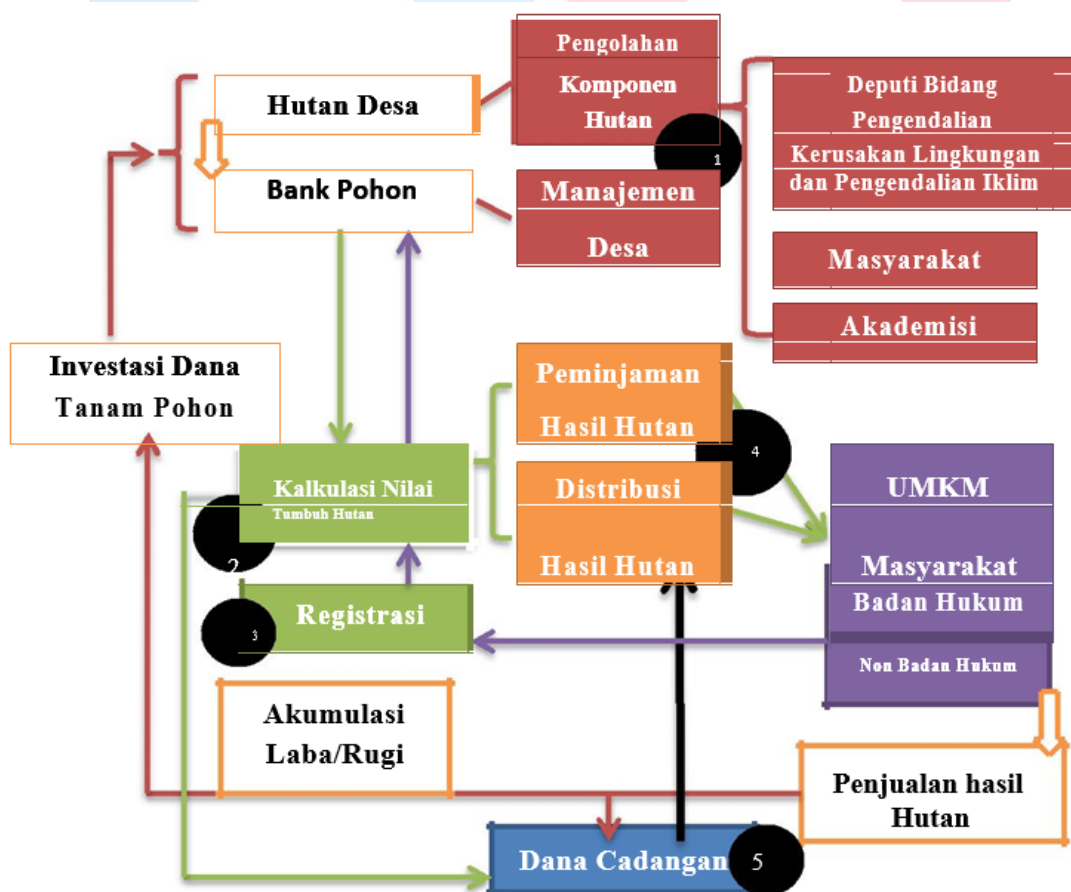 Pengolahan
Komponen
Hutan
1
Deputi Bidang
Pengendalian
Kerusakan Lingkungan
dan Pengendalian Iklim
Hutan Desa
Bank Pohon
Manajemen
Desa
Masyarakat
Akademisi
Investasi Dana
Tanam Pohon
Peminjaman
Hasil Hutan
4
Kalkulasi Nilai
Tumbuh Hutan
2
Distribusi
Hasil Hutan
UMKM
Masyarakat
Badan Hukum
Non Badan Hukum
Registrasi
3
Akumulasi
Laba/Rugi
Penjualan hasil
Hutan
Dana Cadangan
5